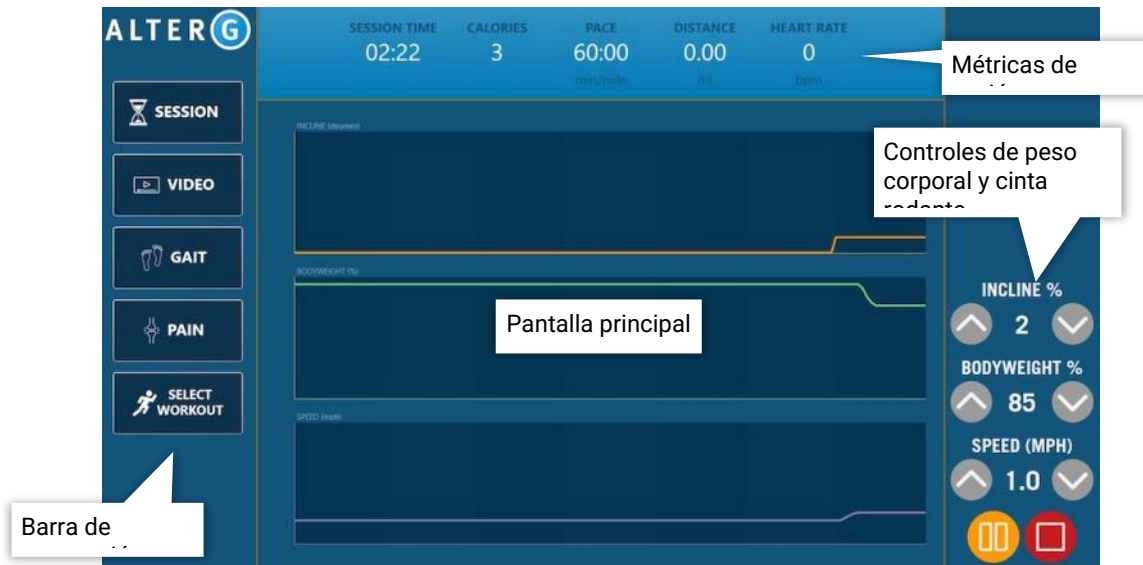 ALTERG
SESSION TIME CALORIES PACE DISTANCE HEART RATE
02:22 3 60:00 0.00 0
min/mile mi bpm
Métricas de
SESSION
VIDEO
GAIT
PAIN
SELECT
WORKOUT
INCLINE (degrees)
Controles de peso
corporal y cinta
rodante
BODYWEIGHT (%)
Pantalla principal
SPEED (mph)
INCLINE %
2
BODYWEIGHT %
85
SPEED (MPH)
1.0
Barra de